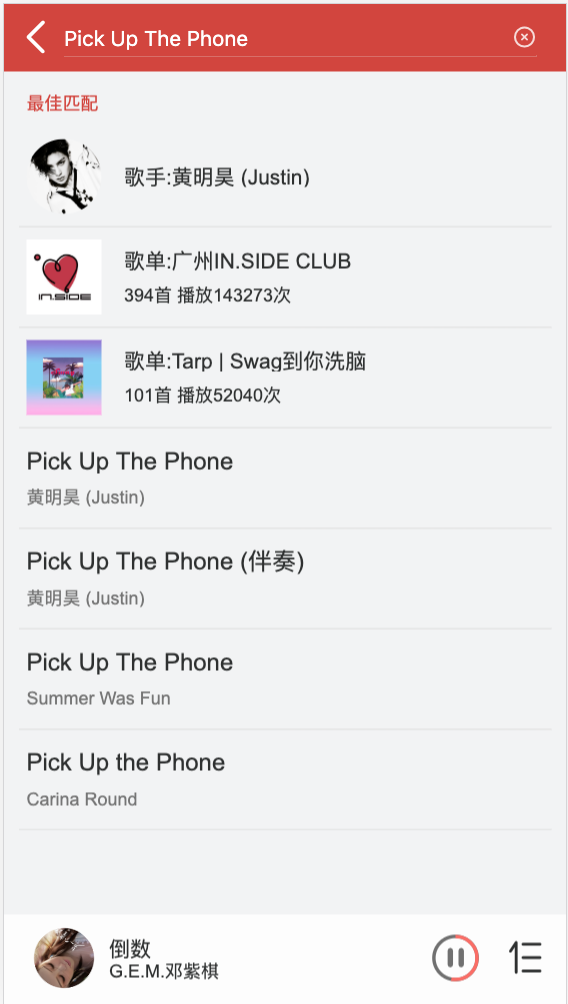 Pick Up The Phone
最佳匹配
歌手:黄明昊 (Justin)
IN.SIDE
歌单:广州IN.SIDE CLUB
394首 播放143273次
歌单:Tarp | Swag到你洗脑
101首 播放52040次
Pick Up The Phone
黄明昊 (Justin)
Pick Up The Phone (伴奏)
黄明昊 (Justin)
Pick Up The Phone
Summer Was Fun
Pick Up the Phone
Carina Round
倒数
G.E.M.邓紫棋